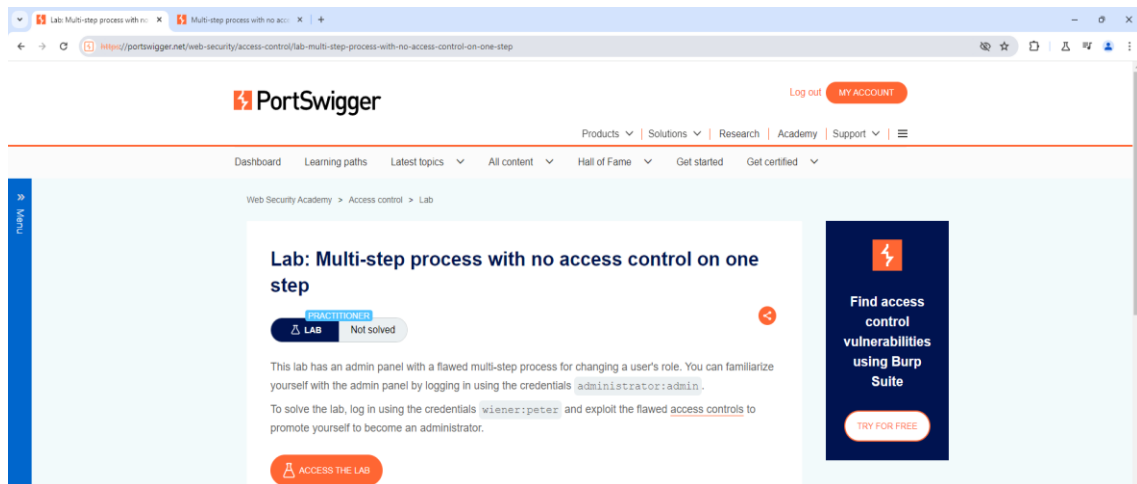 Lab: Multi-step process with no
Multi-step process with no acc
https://portswigger.net/web-security/access-control/lab-multi-step-process-with-no-access-control-on-one-step
PortSwigger
Log out
MY ACCOUNT
Products
Solutions
Research
Academy
Support
Dashboard
Learning paths
Latest topics
All content
Hall of Fame
Get started
Get certified
Menu
Web Security Academy > Access control > Lab
Lab: Multi-step process with no access control on one
step
PRACTITIONER
LAB
Not solved
This lab has an admin panel with a flawed multi-step process for changing a user's role. You can familiarize
yourself with the admin panel by logging in using the credentials administrator:admin.
To solve the lab, log in using the credentials wiener:peter and exploit the flawed access controls to
promote yourself to become an administrator.
ACCESS THE LAB
Find access
control
vulnerabilities
using Burp
Suite
TRY FOR FREE